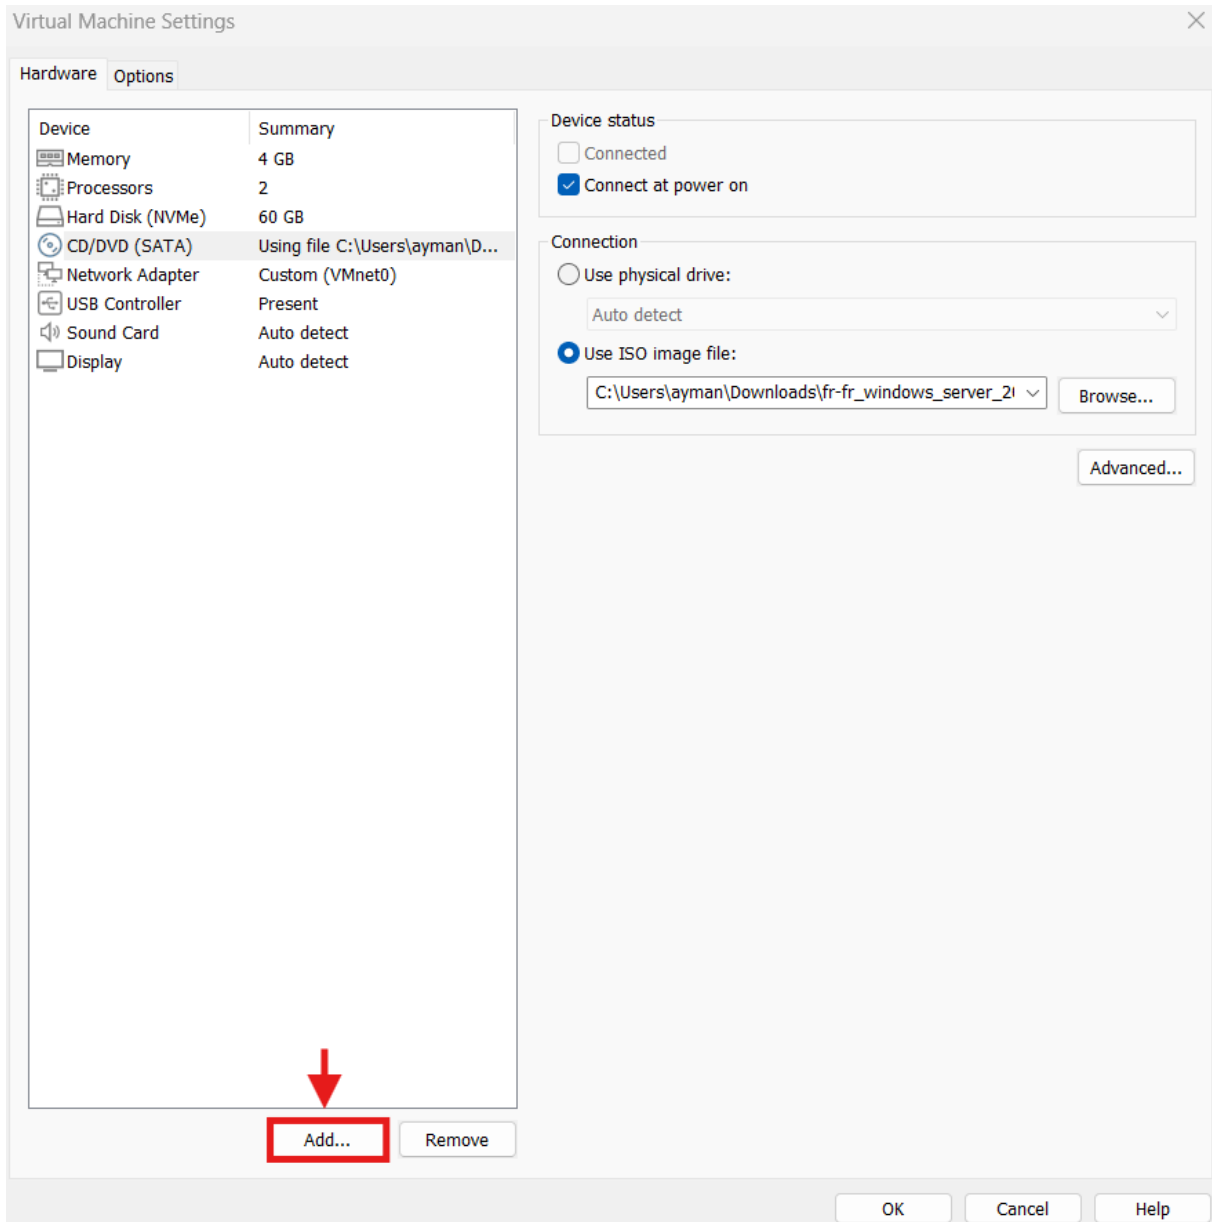 Virtual Machine Settings
Hardware Options
Device Summary
Memory 4 GB
Processors 2
Hard Disk (NVMe) 60 GB
CD/DVD (SATA) Using file C:\Users\ayman\D...
Network Adapter Custom (VMnet0)
USB Controller Present
Sound Card Auto detect
Display Auto detect
Add... Remove
Device status
Connected
Connect at power on
Connection
Use physical drive:
Auto detect
Use ISO image file:
C:\Users\ayman\Downloads\fr-fr_windows_server_2 Browse...
Advanced...
OK Cancel Help